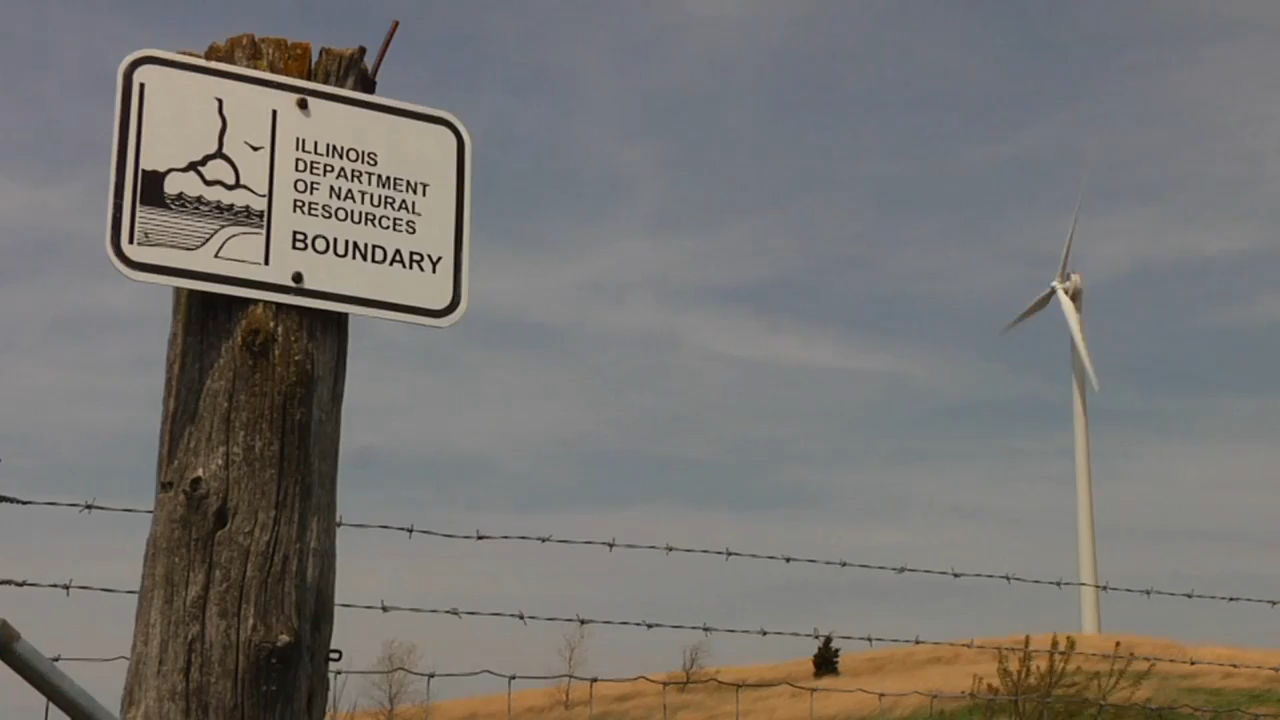 ILLINOIS
DEPARTMENT
OF NATURAL
RESOURCES
BOUNDARY